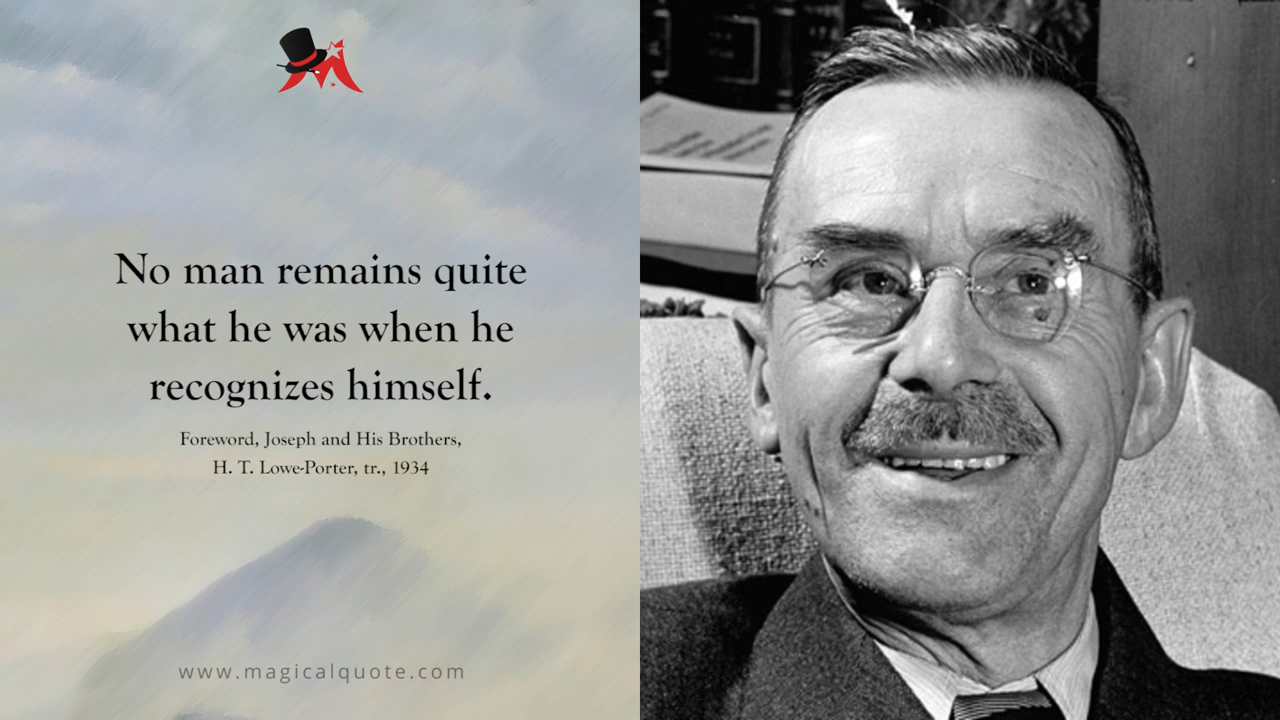 No man remains quite
what he was when he
recognizes himself.
Foreword, Joseph and His Brothers,
H. T. Lowe-Porter, tr., 1934
www.magicalquote.com